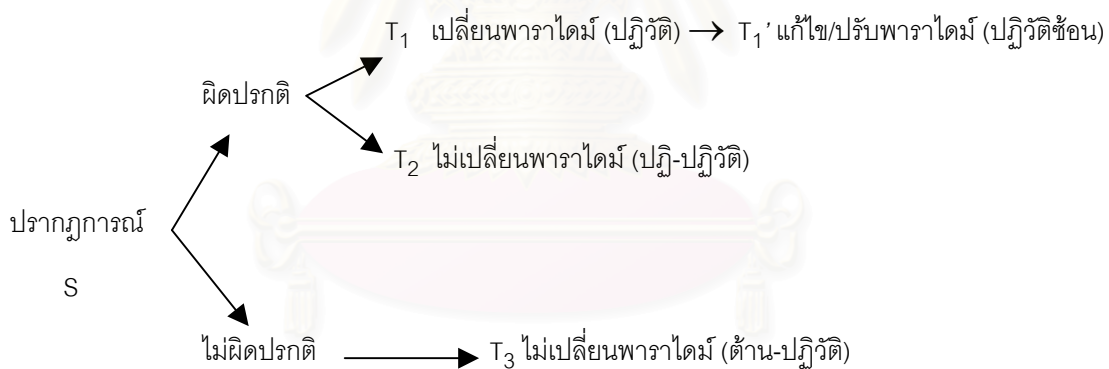 T1 เปลี่ยนพาราไดม์ (ปฏิวัติ) → T1′ แก้ไข/ปรับพาราไดม์ (ปฏิวัติซ้อน)
ผิดปรกติ
T2 ไม่เปลี่ยนพาราไดม์ (ปฏิ-ปฏิวัติ)
ปรากฏการณ์
S
ไม่ผิดปรกติ
T3 ไม่เปลี่ยนพาราไดม์ (ต้าน-ปฏิวัติ)